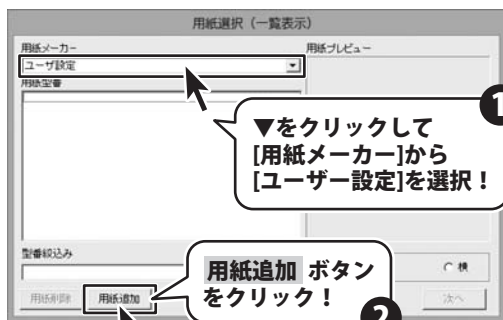 用紙選択（一覧表示）
用紙メーカー
用紙プレビュー
ユーザ設定
用紙型番
1
▼をクリックして
[用紙メーカー]から
[ユーザー設定]を選択！
型番絞込み
横
用紙追加 ボタン
をクリック！
2
用紙削除
用紙追加
次へ